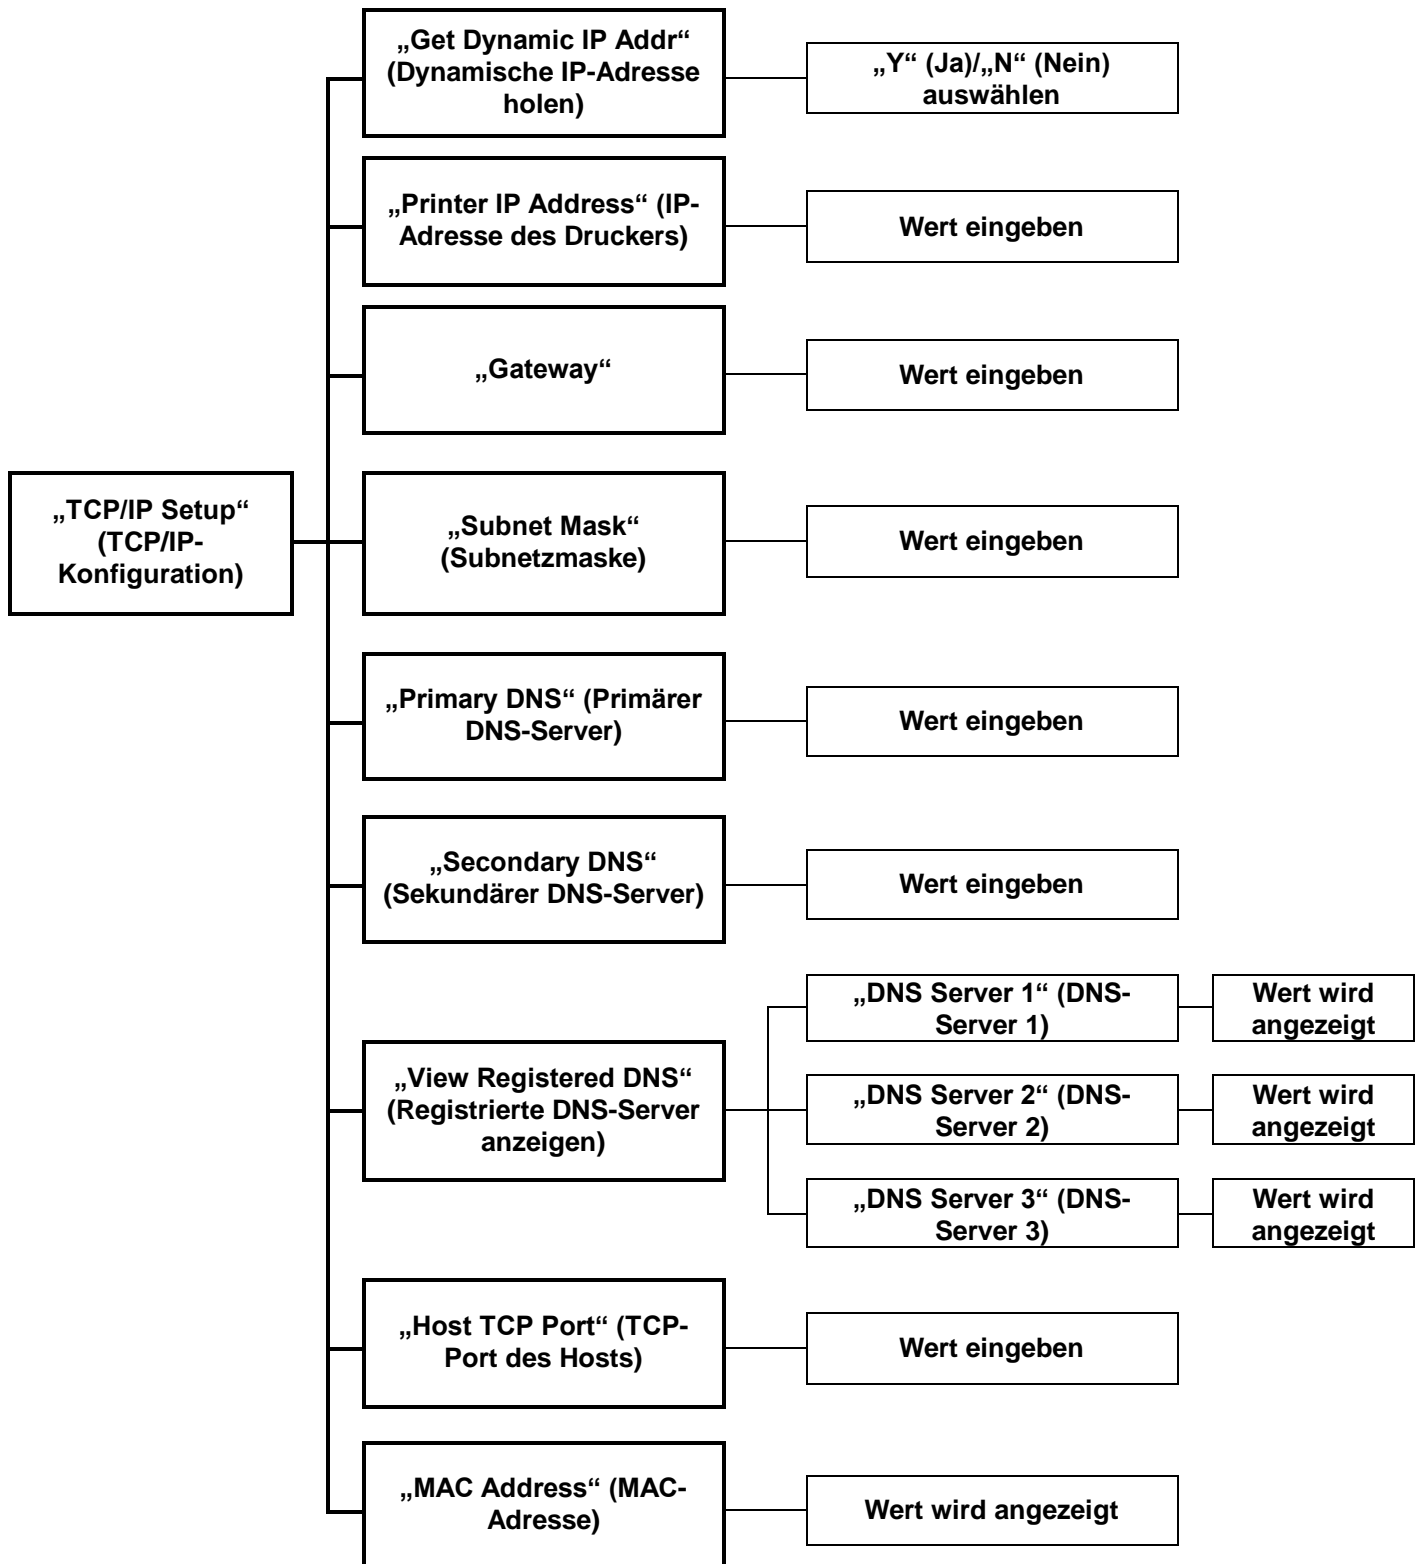 „Get Dynamic IP Addr“
(Dynamische IP-Adresse
holen)
„Y“ (Ja)/„N“ (Nein)
auswählen
„Printer IP Address“ (IP-
Adresse des Druckers)
Wert eingeben
„Gateway“
Wert eingeben
„TCP/IP Setup“
(TCP/IP-
Konfiguration)
„Subnet Mask“
(Subnetzmaske)
Wert eingeben
„Primary DNS“ (Primärer
DNS-Server)
Wert eingeben
„Secondary DNS“
(Sekundärer DNS-Server)
Wert eingeben
„View Registered DNS“
(Registrierte DNS-Server
anzeigen)
„DNS Server 1“ (DNS-
Server 1)
Wert wird
angezeigt
„DNS Server 2“ (DNS-
Server 2)
Wert wird
angezeigt
„DNS Server 3“ (DNS-
Server 3)
Wert wird
angezeigt
„Host TCP Port“ (TCP-
Port des Hosts)
Wert eingeben
„MAC Address“ (MAC-
Adresse)
Wert wird angezeigt